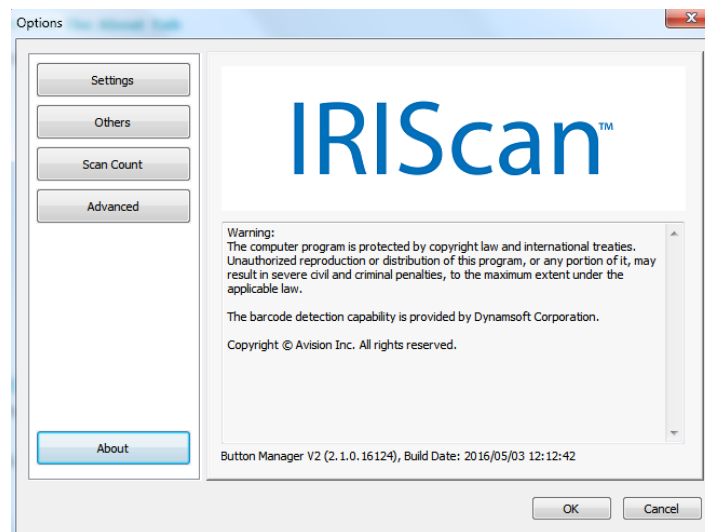 Options
Settings
Others
Scan Count
Advanced
About
IRIScan™
Warning:
The computer program is protected by copyright law and international treaties.
Unauthorized reproduction or distribution of this program, or any portion of it, may
result in severe civil and criminal penalties, to the maximum extent under the
applicable law.
The barcode detection capability is provided by Dynamsoft Corporation.
Copyright © Avision Inc. All rights reserved.
Button Manager V2 (2.1.0.16124), Build Date: 2016/05/03 12:12:42
OK
Cancel